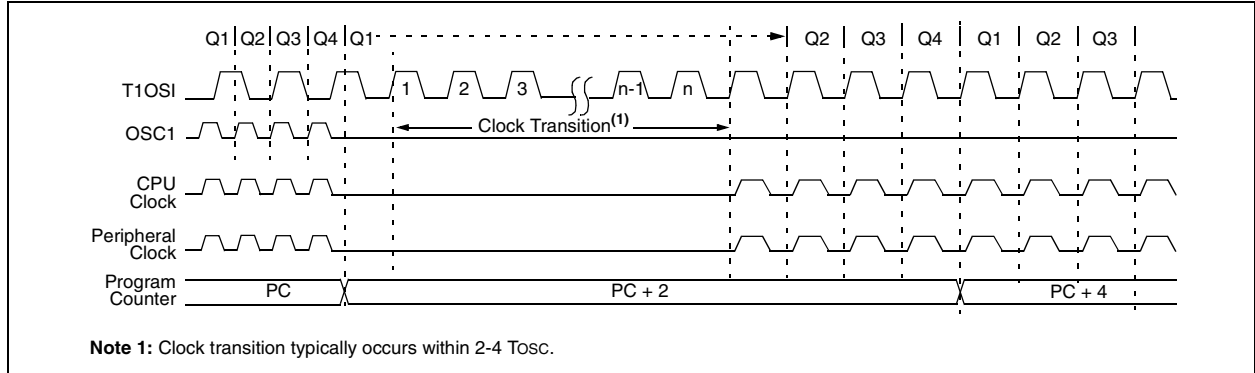 Q1 Q2 Q3 Q4 Q1 Q2 Q3 Q4 Q1 Q2 Q3
T1OSI 1 2 3 n-1 n
Clock Transition(1)
OSC1
CPU
Clock
Peripheral
Clock
Program
Counter
PC PC + 2 PC + 4
Note 1: Clock transition typically occurs within 2-4 TOSC.